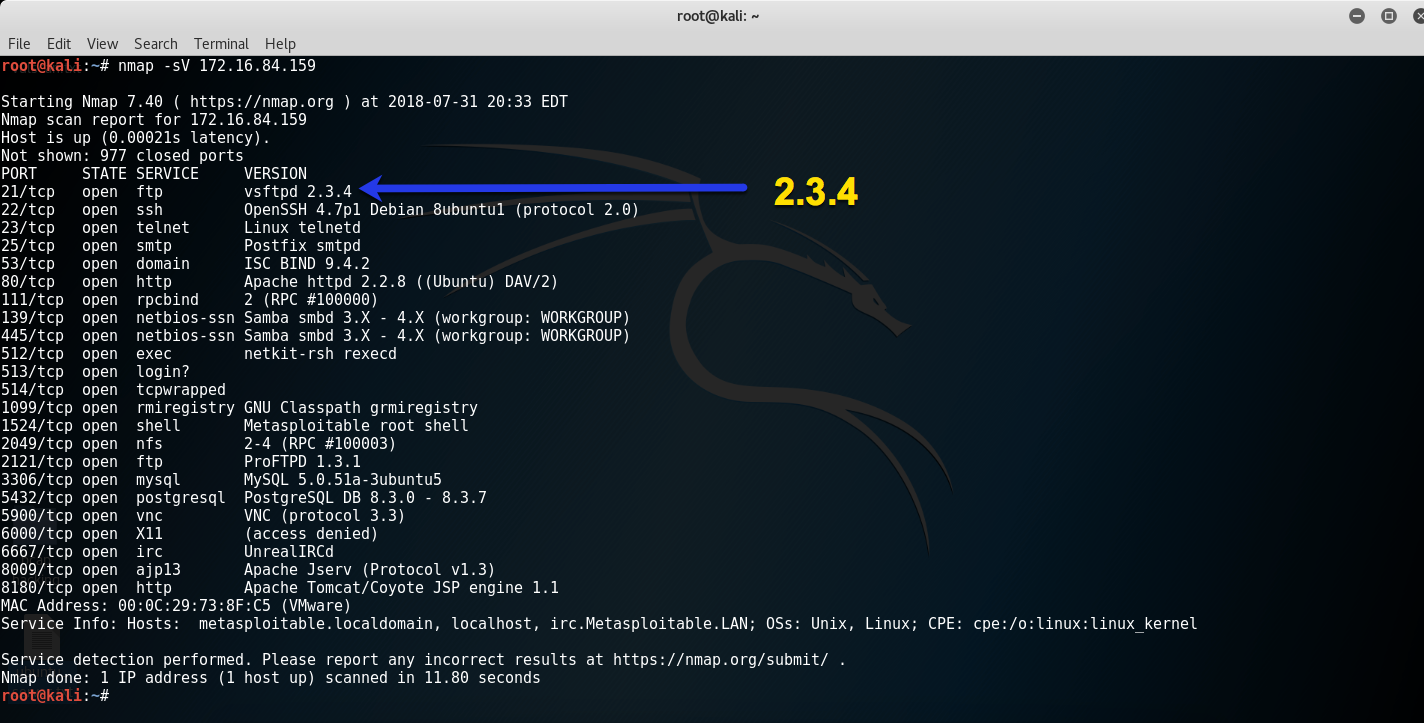 root@kali: ~
File Edit View Search Terminal Help
root@kali:~# nmap -sV 172.16.84.159
Starting Nmap 7.40 ( https://nmap.org ) at 2018-07-31 20:33 EDT
Nmap scan report for 172.16.84.159
Host is up (0.00021s latency).
Not shown: 977 closed ports
PORT     STATE SERVICE     VERSION
21/tcp   open  ftp         vsftpd 2.3.4 2.3.4
22/tcp   open  ssh         OpenSSH 4.7p1 Debian 8ubuntu1 (protocol 2.0)
23/tcp   open  telnet      Linux telnetd
25/tcp   open  smtp        Postfix smtpd
53/tcp   open  domain      ISC BIND 9.4.2
80/tcp   open  http        Apache httpd 2.2.8 ((Ubuntu) DAV/2)
111/tcp  open  rpcbind     2 (RPC #100000)
139/tcp  open  netbios-ssn Samba smbd 3.X - 4.X (workgroup: WORKGROUP)
445/tcp  open  netbios-ssn Samba smbd 3.X - 4.X (workgroup: WORKGROUP)
512/tcp  open  exec        netkit-rsh rexecd
513/tcp  open  login?
514/tcp  open  tcpwrapped
1099/tcp open  rmiregistry GNU Classpath grmiregistry
1524/tcp open  shell       Metasploitable root shell
2049/tcp open  nfs         2-4 (RPC #100003)
2121/tcp open  ftp         ProFTPD 1.3.1
3306/tcp open  mysql       MySQL 5.0.51a-3ubuntu5
5432/tcp open  postgresql  PostgreSQL DB 8.3.0 - 8.3.7
5900/tcp open  vnc         VNC (protocol 3.3)
6000/tcp open  X11         (access denied)
6667/tcp open  irc         UnrealIRCd
8009/tcp open  ajp13       Apache Jserv (Protocol v1.3)
8180/tcp open  http        Apache Tomcat/Coyote JSP engine 1.1
MAC Address: 00:0C:29:73:8F:C5 (VMware)
Service Info: Hosts:  metasploitable.localdomain, localhost, irc.Metasploitable.LAN; OSs: Unix, Linux; CPE: cpe:/o:linux:linux_kernel
Service detection performed. Please report any incorrect results at https://nmap.org/submit/ .
Nmap done: 1 IP address (1 host up) scanned in 11.80 seconds
root@kali:~#